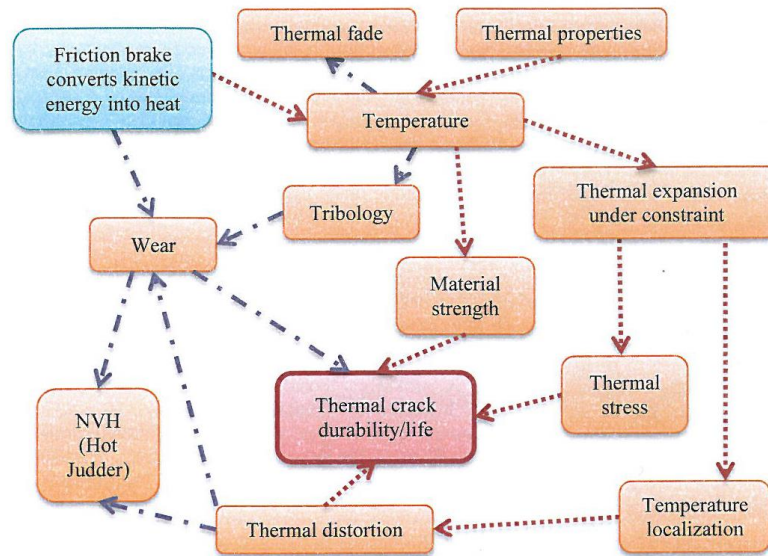 Thermal fade
Thermal properties
Friction brake
converts kinetic
energy into heat
Temperature
Thermal expansion
under constraint
Tribology
Wear
Material
strength
Thermal
stress
Thermal crack
durability/life
NVH
(Hot
Judder)
Thermal distortion
Temperature
localization